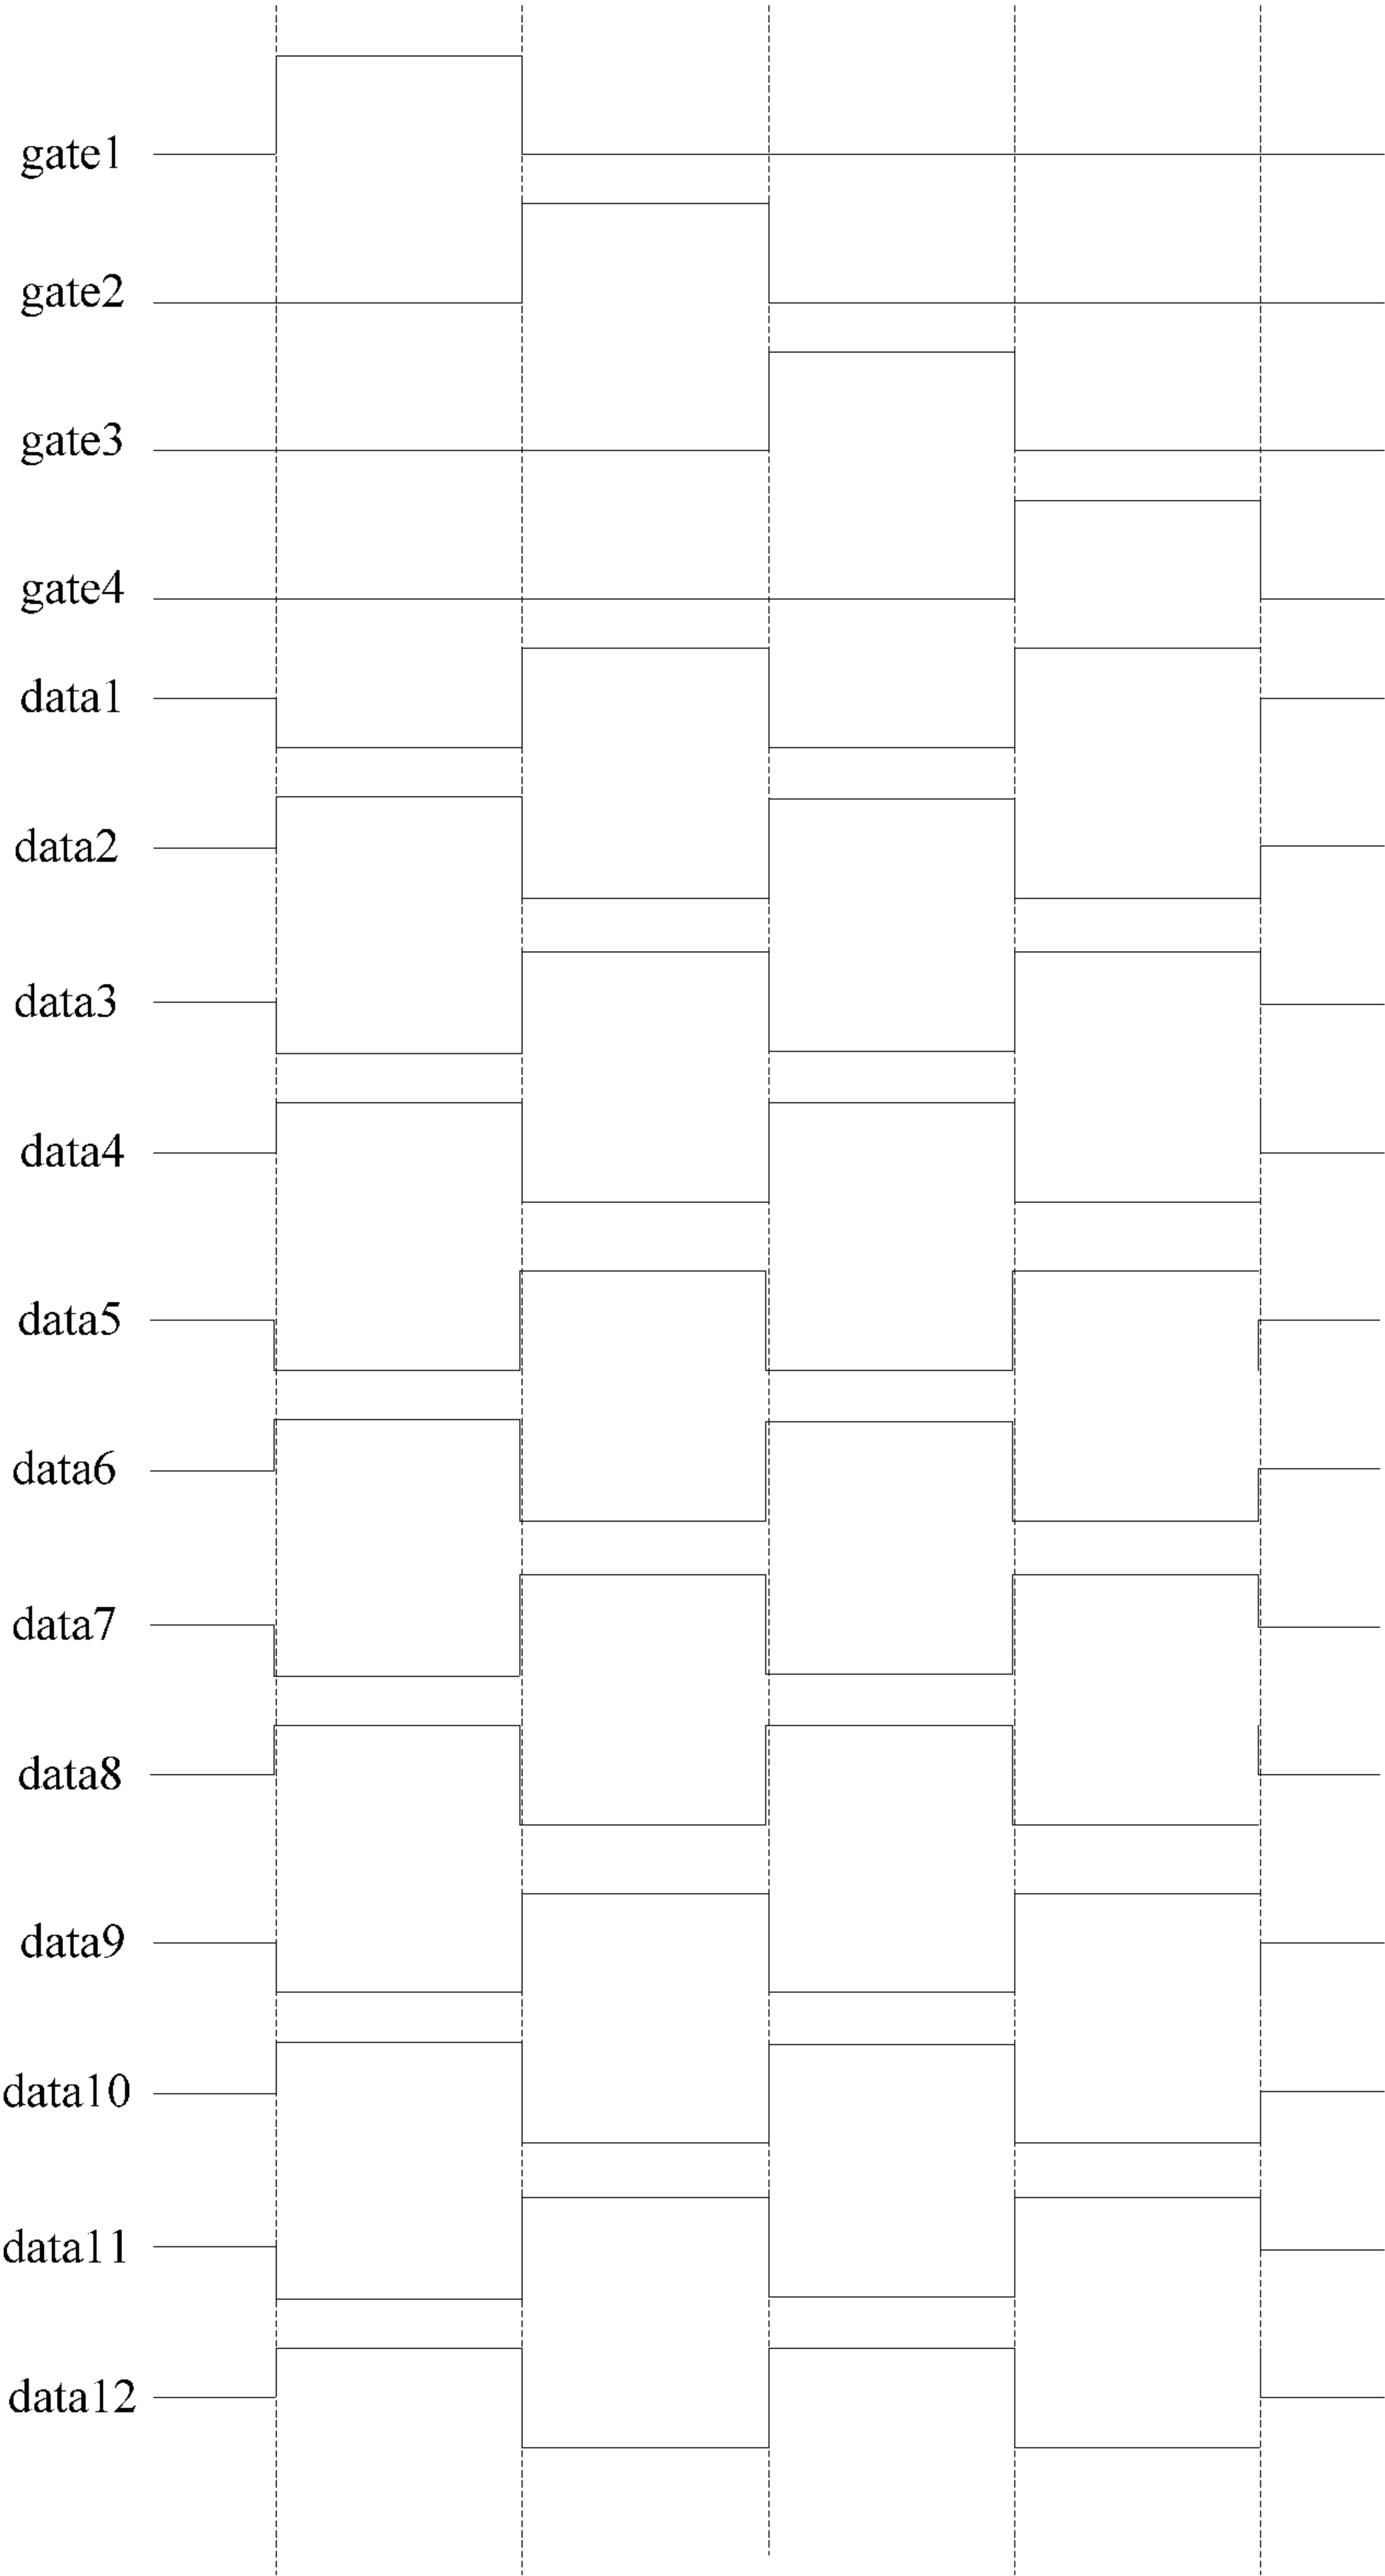 gate1
gate2
gate3
gate4
data1
data2
data3
data4
data5
data6
data7
data8
data9
data10
data11
data12